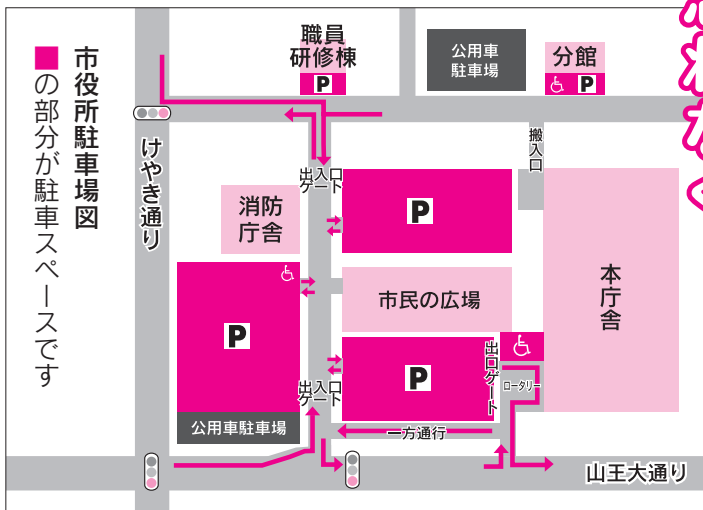 市役所駐車場図
■の部分が駐車スペースです
職員
研修棟
P
公用車
駐車場
分館
P
搬入口
けやき通り
出入口
ゲート
消防
庁舎
P
本庁舎
市民の広場
P
P
出口ゲート
ロータリー
出入口
ゲート
公用車駐車場
一方通行
山王大通り